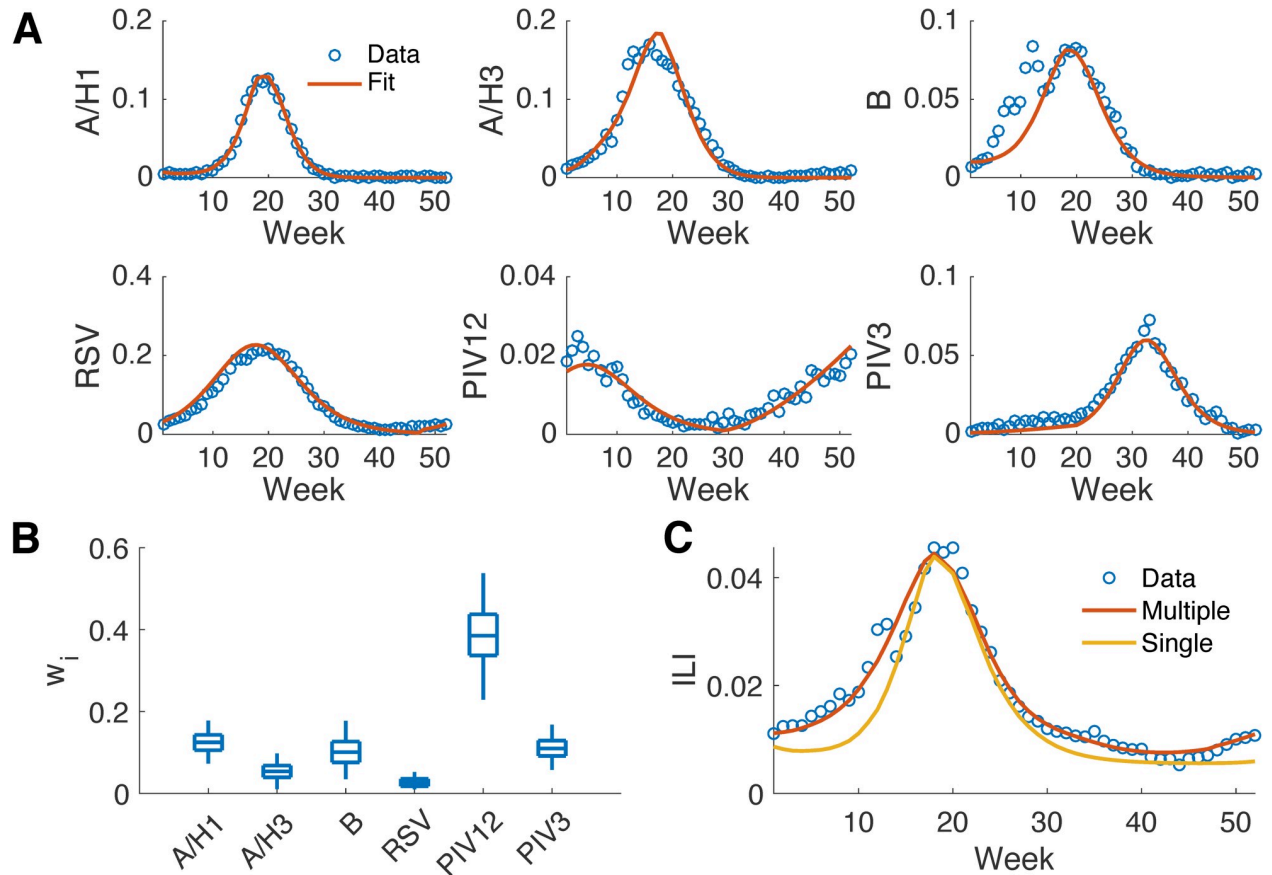 A
A/H1
0.2
0.1
0
10 20 30 40 50
Week
Data
Fit
A/H3
0.2
0.1
0
10 20 30 40 50
Week
B
0.1
0.05
0
10 20 30 40 50
Week
RSV
0.4
0.2
0
10 20 30 40 50
Week
PIV12
0.04
0.02
0
10 20 30 40 50
Week
PIV3
0.1
0.05
0
10 20 30 40 50
Week
B
w_i
0.6
0.4
0.2
0
A/H1 A/H3 B RSV PIV12 PIV3
C
ILI
0.04
0.02
0
10 20 30 40 50
Week
Data
Multiple
Single